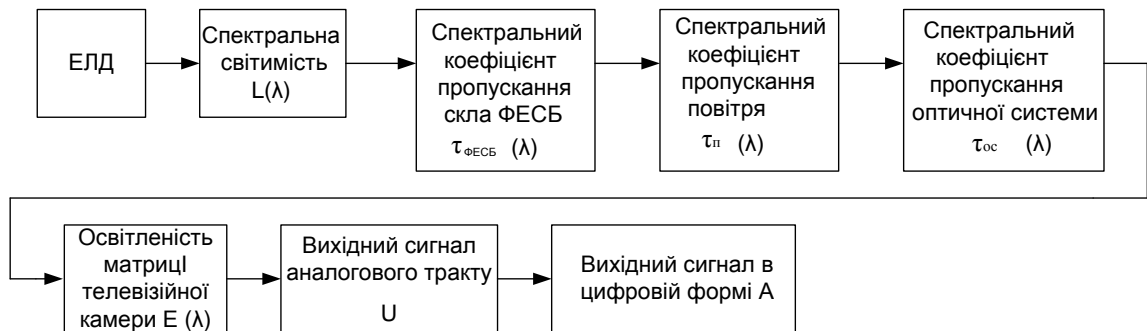 ЕЛД
Спектральна
світимість
L(λ)
Спектральний
коефіцієнт
пропускання
скла ФЕСБ
τФЕСБ (λ)
Спектральний
коефіцієнт
пропускання
повітря
τп (λ)
Спектральний
коефіцієнт
пропускання
оптичної системи
τос (λ)
Освітленість
матриці
телевізійної
камери E (λ)
Вихідний сигнал
аналогового тракту
U
Вихідний сигнал в
цифровій формі А